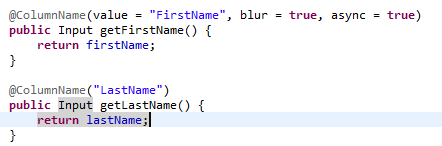 @ColumnName(value = "FirstName", blur = true, async = true)
public Input getFirstName() {
    return firstName;
}

@ColumnName("LastName")
public Input getLastName() {
    return lastName;
}